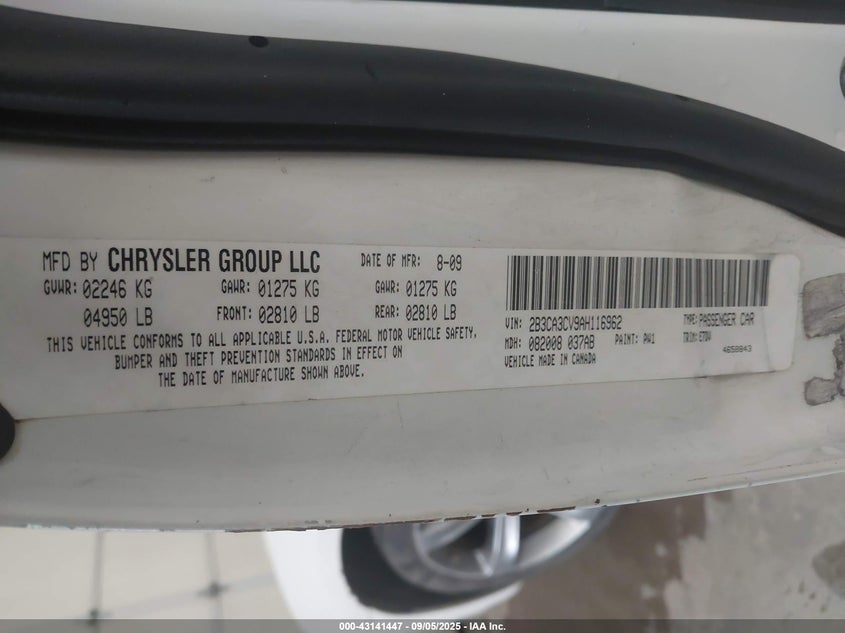 MFD BY CHRYSLER GROUP LLC
DATE OF MFR: 8-09
GVWR: 02246 KG
GAWR: 01275 KG
GAWR: 01275 KG
04950 LB
FRONT: 02810 LB
REAR: 02810 LB
THIS VEHICLE CONFORMS TO ALL APPLICABLE U.S.A. FEDERAL MOTOR VEHICLE SAFETY,
BUMPER AND THEFT PREVENTION STANDARDS IN EFFECT ON
THE DATE OF MANUFACTURE SHOWN ABOVE.
VIN: 2B3CA3CV9AH116962
TYPE: PASSENGER CAR
MDH: 082008 037AB
PAINT: PW1
TRIM: E7DV
VEHICLE MADE IN CANADA
4658043
000-43141447 - 09/05/2025 - IAA Inc.